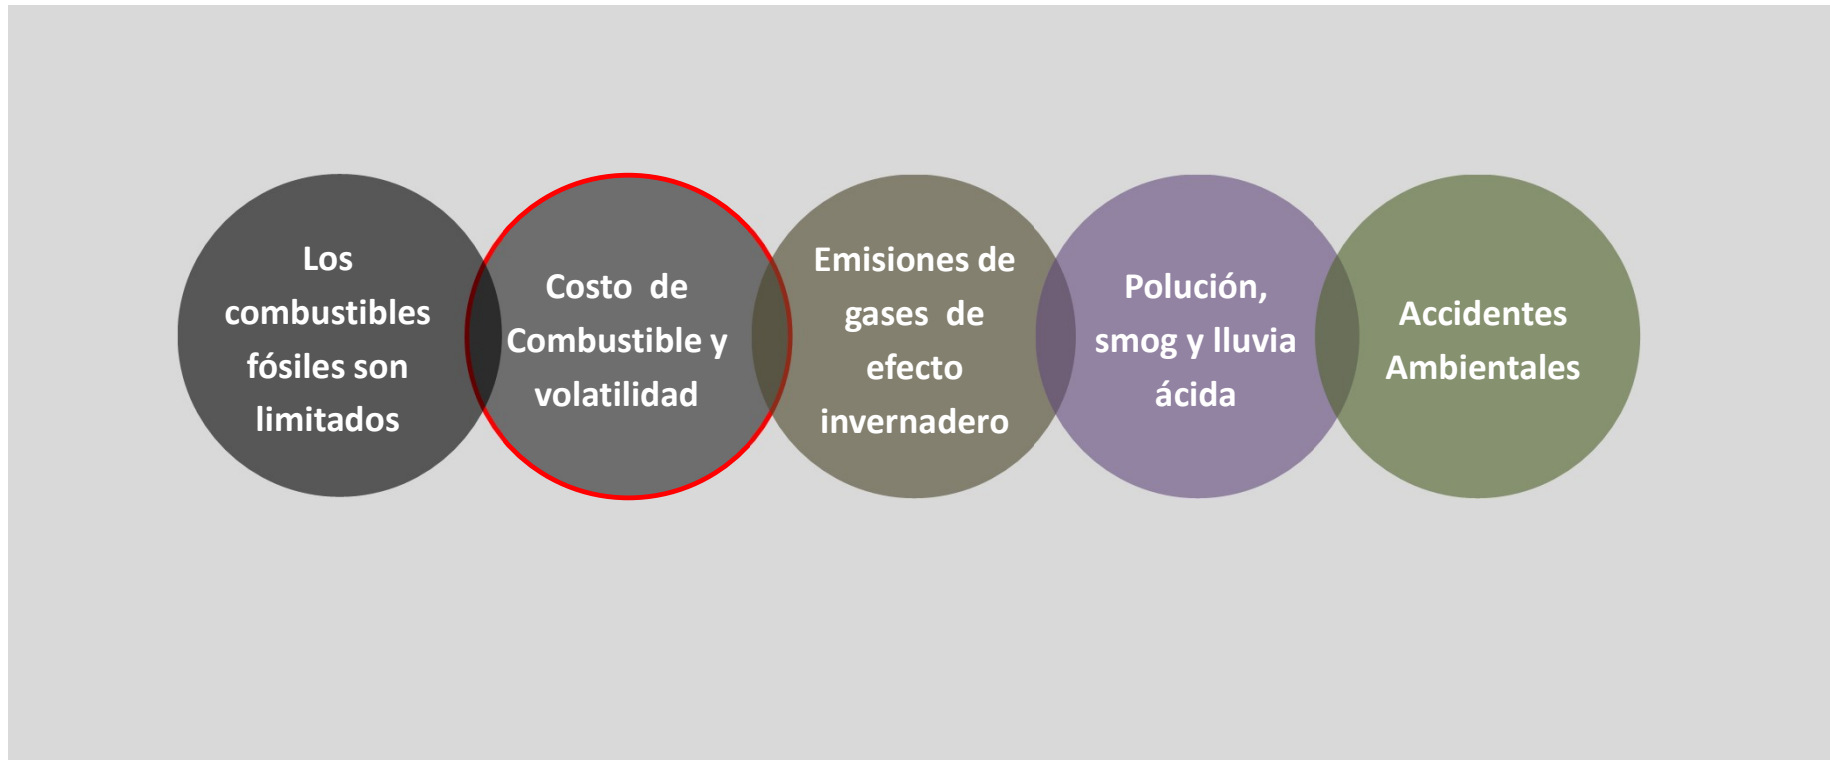 Los
combustibles
fósiles son
limitados
Costo de
Combustible y
volatilidad
Emisiones de
gases de
efecto
invernadero
Polución,
smog y lluvia
ácida
Accidentes
Ambientales